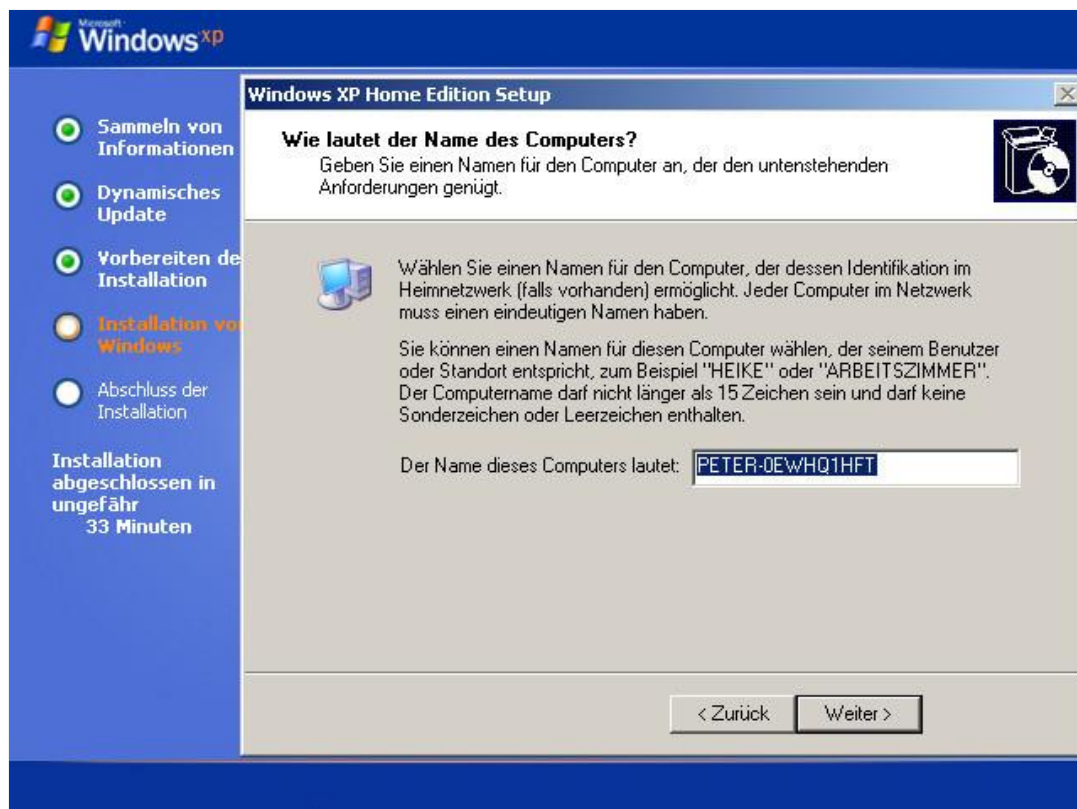 Microsoft
Windows xp
Sammeln von
Informationen
Dynamisches
Update
Vorbereiten de
Installation
Installation vo
Windows
Abschluss der
Installation
Installation
abgeschlossen in
ungefähr
33 Minuten
Windows XP Home Edition Setup
Wie lautet der Name des Computers?
Geben Sie einen Namen für den Computer an, der den untenstehenden
Anforderungen genügt.
Wählen Sie einen Namen für den Computer, der dessen Identifikation im
Heimnetzwerk (falls vorhanden) ermöglicht. Jeder Computer im Netzwerk
muss einen eindeutigen Namen haben.
Sie können einen Namen für diesen Computer wählen, der seinem Benutzer
oder Standort entspricht, zum Beispiel "HEIKE" oder "ARBEITSZIMMER".
Der Computername darf nicht länger als 15 Zeichen sein und darf keine
Sonderzeichen oder Leerzeichen enthalten.
Der Name dieses Computers lautet: PETER-0EWHQ1HFT
< Zurück
Weiter >